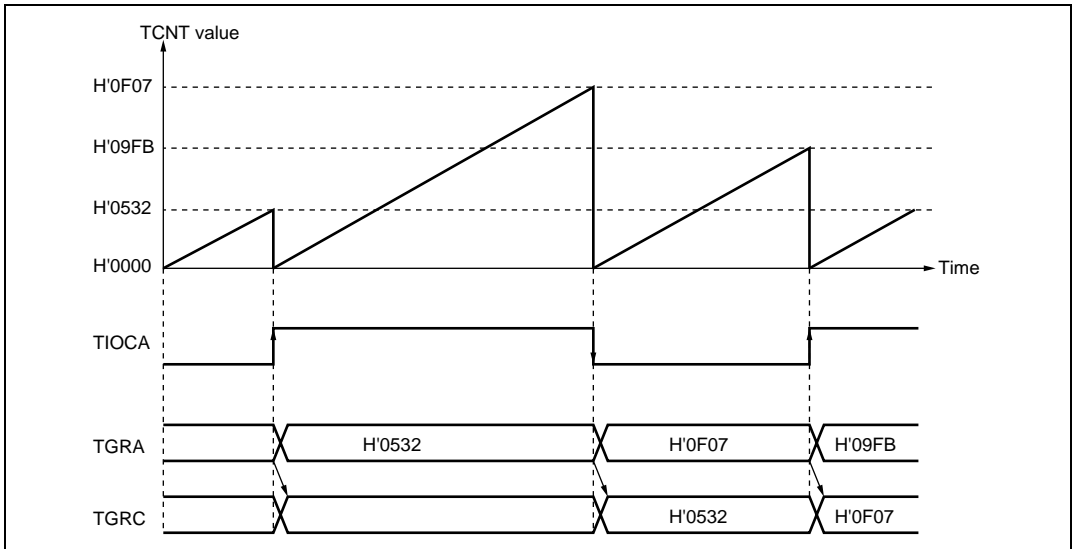 TCNT value
H'0F07
H'09FB
H'0532
H'0000
Time
TIOCA
TGRA
H'0532
H'0F07
H'09FB
TGRC
H'0532
H'0F07